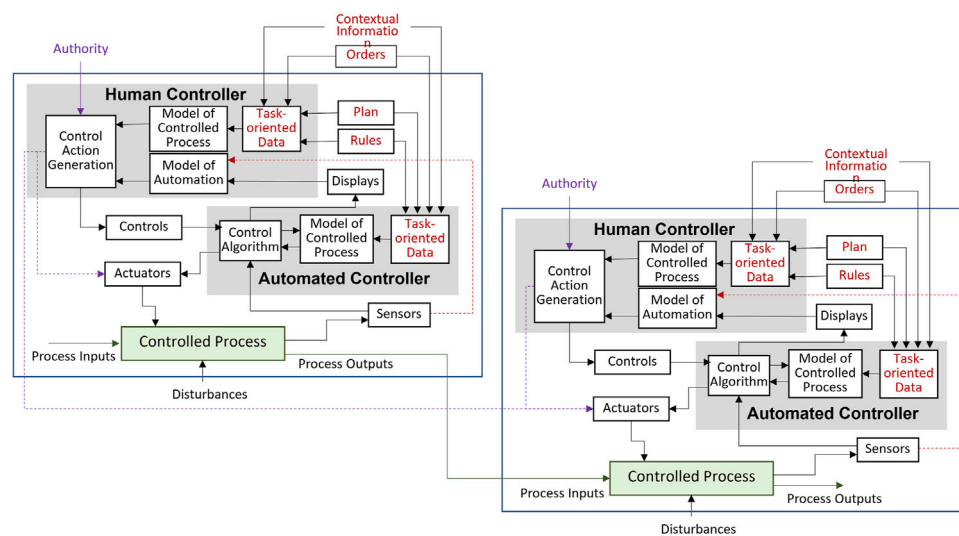 Contextual
Informatio
n
Orders
Authority
Human Controller
Control
Action
Generation
Model of
Controlled
Process
Task-
oriented
Data
Plan
Rules
Model of
Automation
Displays
Controls
Control
Algorithm
Model of
Controlled
Process
Task-
oriented
Data
Automated Controller
Actuators
Sensors
Controlled Process
Process Inputs
Process Outputs
Disturbances
Contextual
Informatio
n
Orders
Authority
Human Controller
Control
Action
Generation
Model of
Controlled
Process
Task-
oriented
Data
Plan
Rules
Model of
Automation
Displays
Controls
Control
Algorithm
Model of
Controlled
Process
Task-
oriented
Data
Automated Controller
Actuators
Sensors
Controlled Process
Process Inputs
Process Outputs
Disturbances